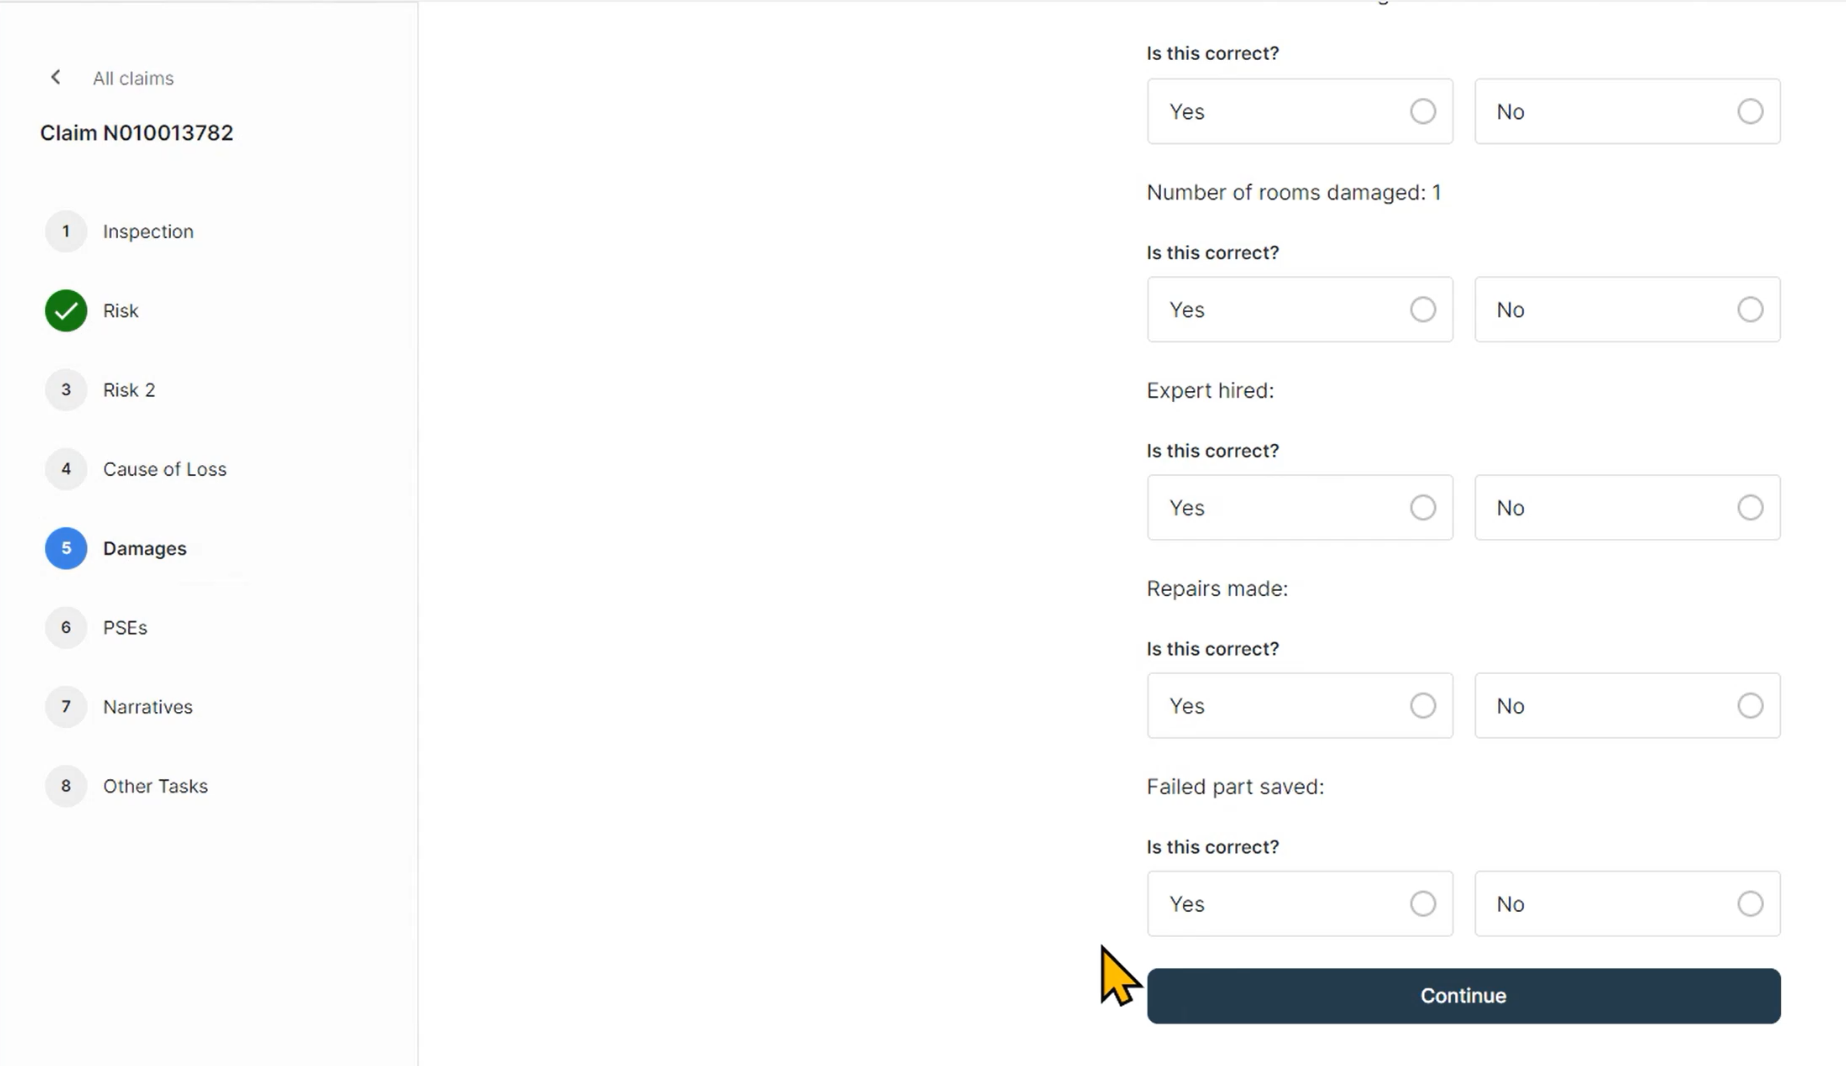 All claims
Claim N010013782
1 Inspection
Risk
3 Risk 2
4 Cause of Loss
5 Damages
6 PSEs
7 Narratives
8 Other Tasks
Is this correct?
Yes No
Number of rooms damaged: 1
Is this correct?
Yes No
Expert hired:
Is this correct?
Yes No
Repairs made:
Is this correct?
Yes No
Failed part saved:
Is this correct?
Yes No
Continue